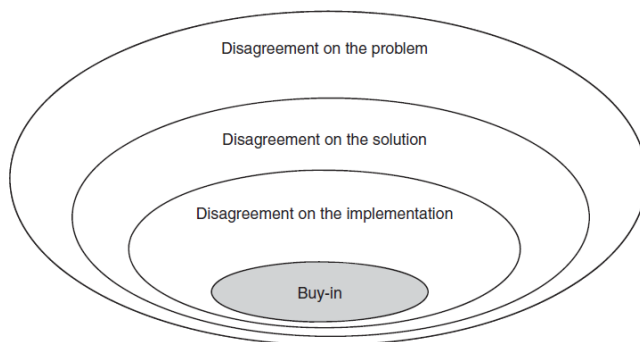 Disagreement on the problem
Disagreement on the solution
Disagreement on the implementation
Buy-in